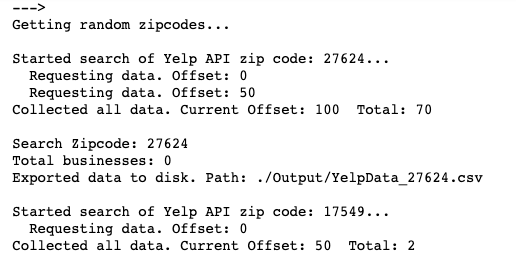 --->
Getting random zipcodes...
Started search of Yelp API zip code: 27624...
Requesting data. Offset: 0
Requesting data. Offset: 50
Collected all data. Current Offset: 100 Total: 70
Search Zipcode: 27624
Total businesses: 0
Exported data to disk. Path: ./Output/YelpData_27624.csv
Started search of Yelp API zip code: 17549...
Requesting data. Offset: 0
Collected all data. Current Offset: 50 Total: 2